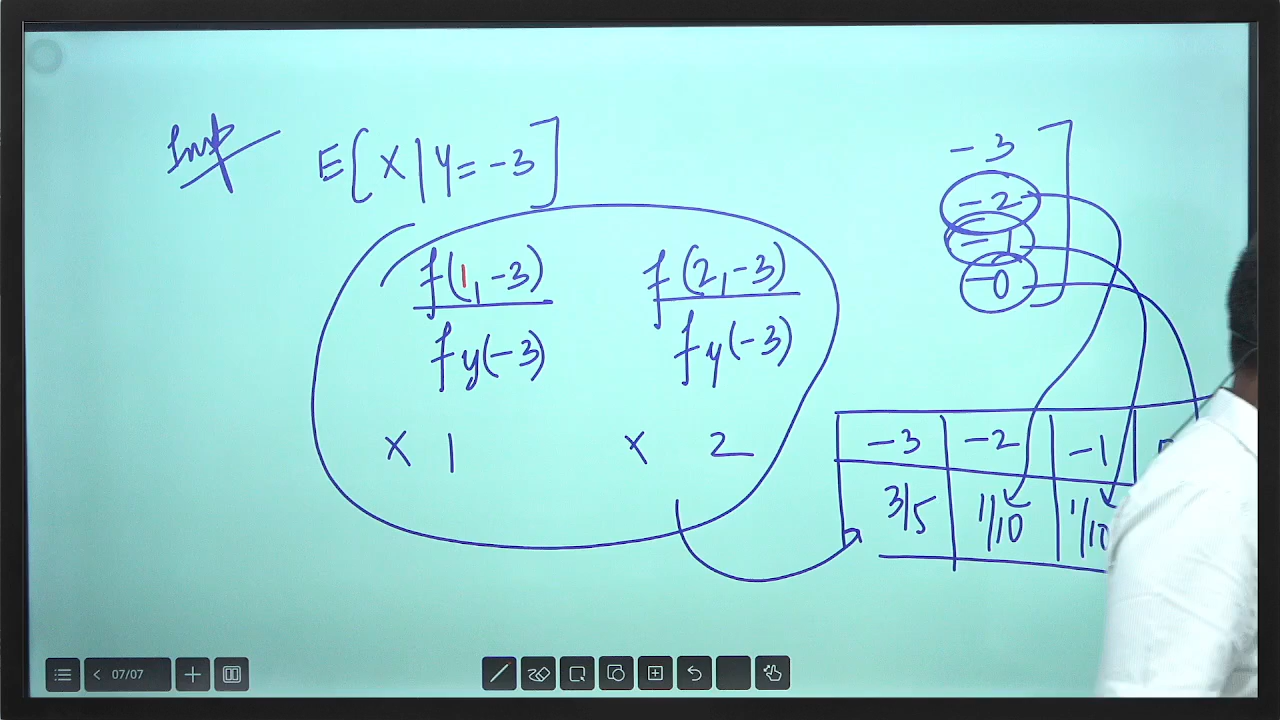 Imp E[X|Y=-3]
f(1,-3) f(2,-3)
fy(-3) fy(-3)
× 1 × 2
-3
-2
-1
-0
-3 -2 -1
3/5 1/10 1/10
07/07